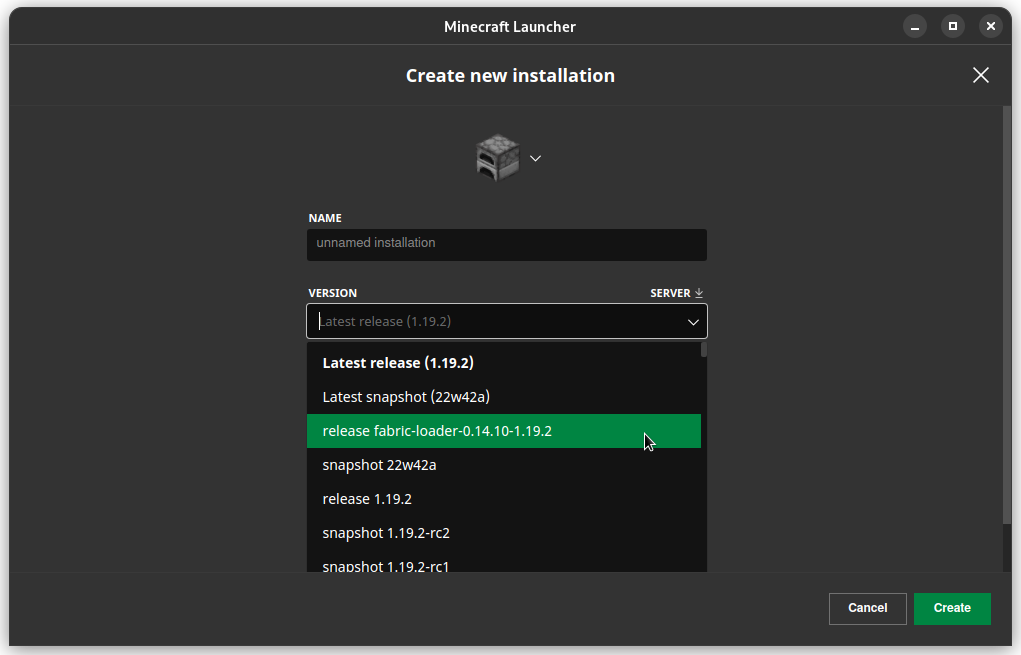 Minecraft Launcher
Create new installation
NAME
unnamed installation
VERSION SERVER
Latest release (1.19.2)
Latest release (1.19.2)
Latest snapshot (22w42a)
release fabric-loader-0.14.10-1.19.2
snapshot 22w42a
release 1.19.2
snapshot 1.19.2-rc2
snapshot 1.19.2-rc1
Cancel Create